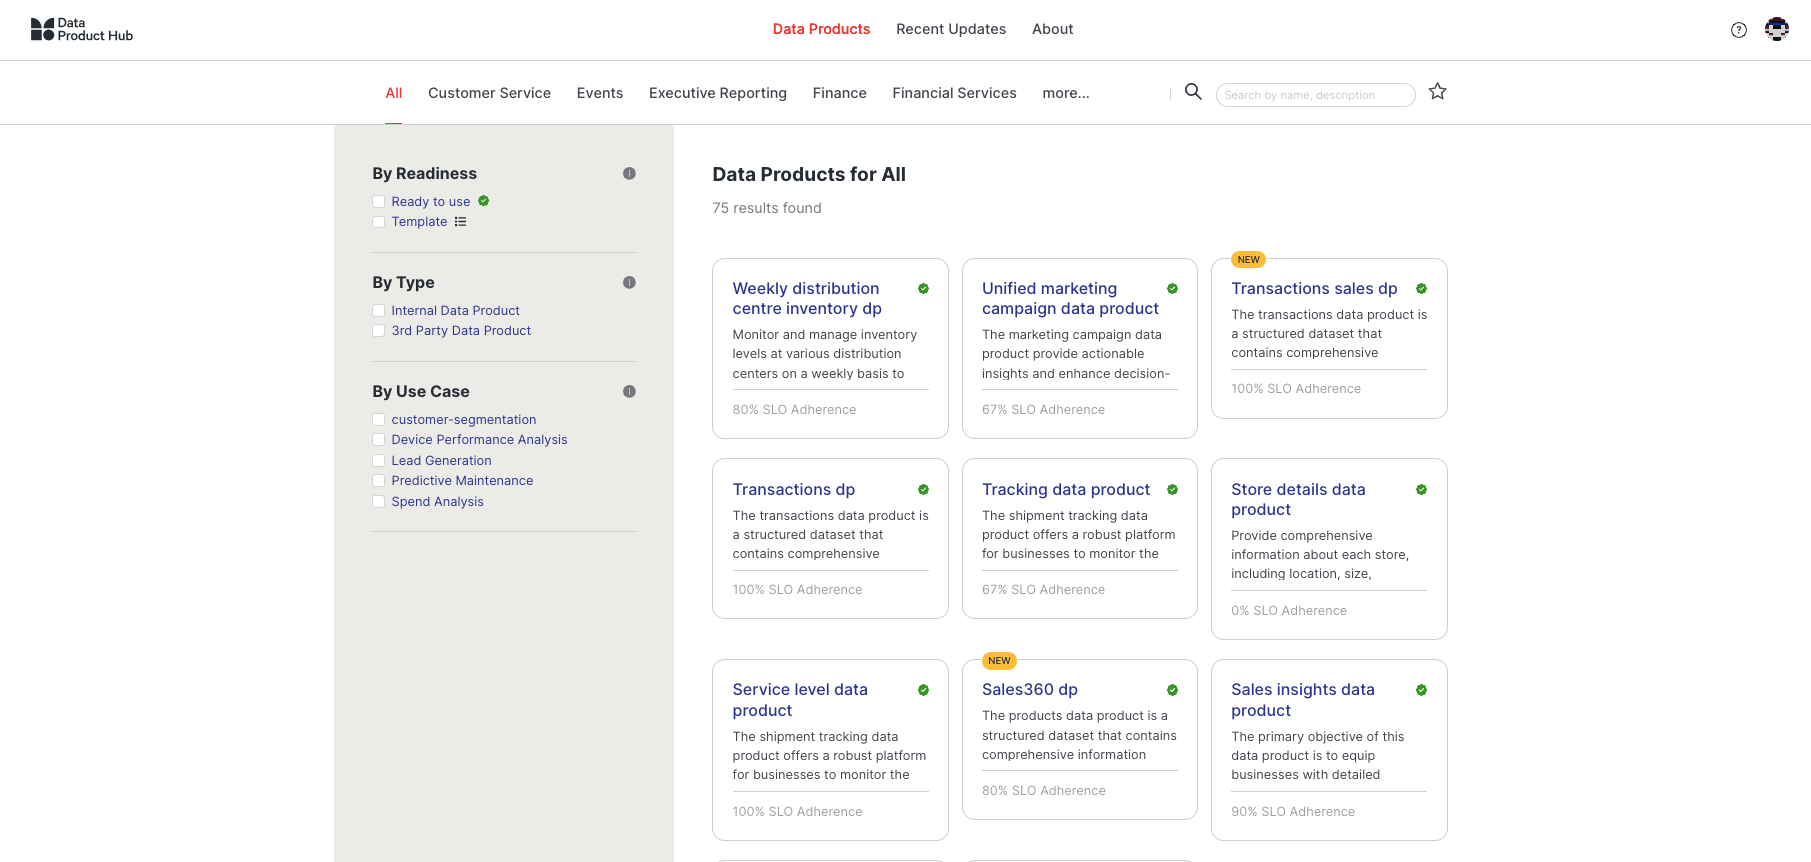 Data
Product Hub
Data Products
Recent Updates
About
All
Customer Service
Events
Executive Reporting
Finance
Financial Services
more...
Search by name, description
By Readiness
Ready to use
Template
By Type
Internal Data Product
3rd Party Data Product
By Use Case
customer-segmentation
Device Performance Analysis
Lead Generation
Predictive Maintenance
Spend Analysis
Data Products for All
75 results found
Weekly distribution
centre inventory dp
Monitor and manage inventory
levels at various distribution
centers on a weekly basis to
80% SLO Adherence
Unified marketing
campaign data product
The marketing campaign data
product provide actionable
insights and enhance decision-
67% SLO Adherence
NEW
Transactions sales dp
The transactions data product is
a structured dataset that
contains comprehensive
100% SLO Adherence
Transactions dp
The transactions data product is
a structured dataset that
contains comprehensive
100% SLO Adherence
Tracking data product
The shipment tracking data
product offers a robust platform
for businesses to monitor the
67% SLO Adherence
Store details data
product
Provide comprehensive
information about each store,
including location, size,
0% SLO Adherence
Service level data
product
The shipment tracking data
product offers a robust platform
for businesses to monitor the
100% SLO Adherence
NEW
Sales360 dp
The products data product is a
structured dataset that contains
comprehensive information
80% SLO Adherence
Sales insights data
product
The primary objective of this
data product is to equip
businesses with detailed
90% SLO Adherence